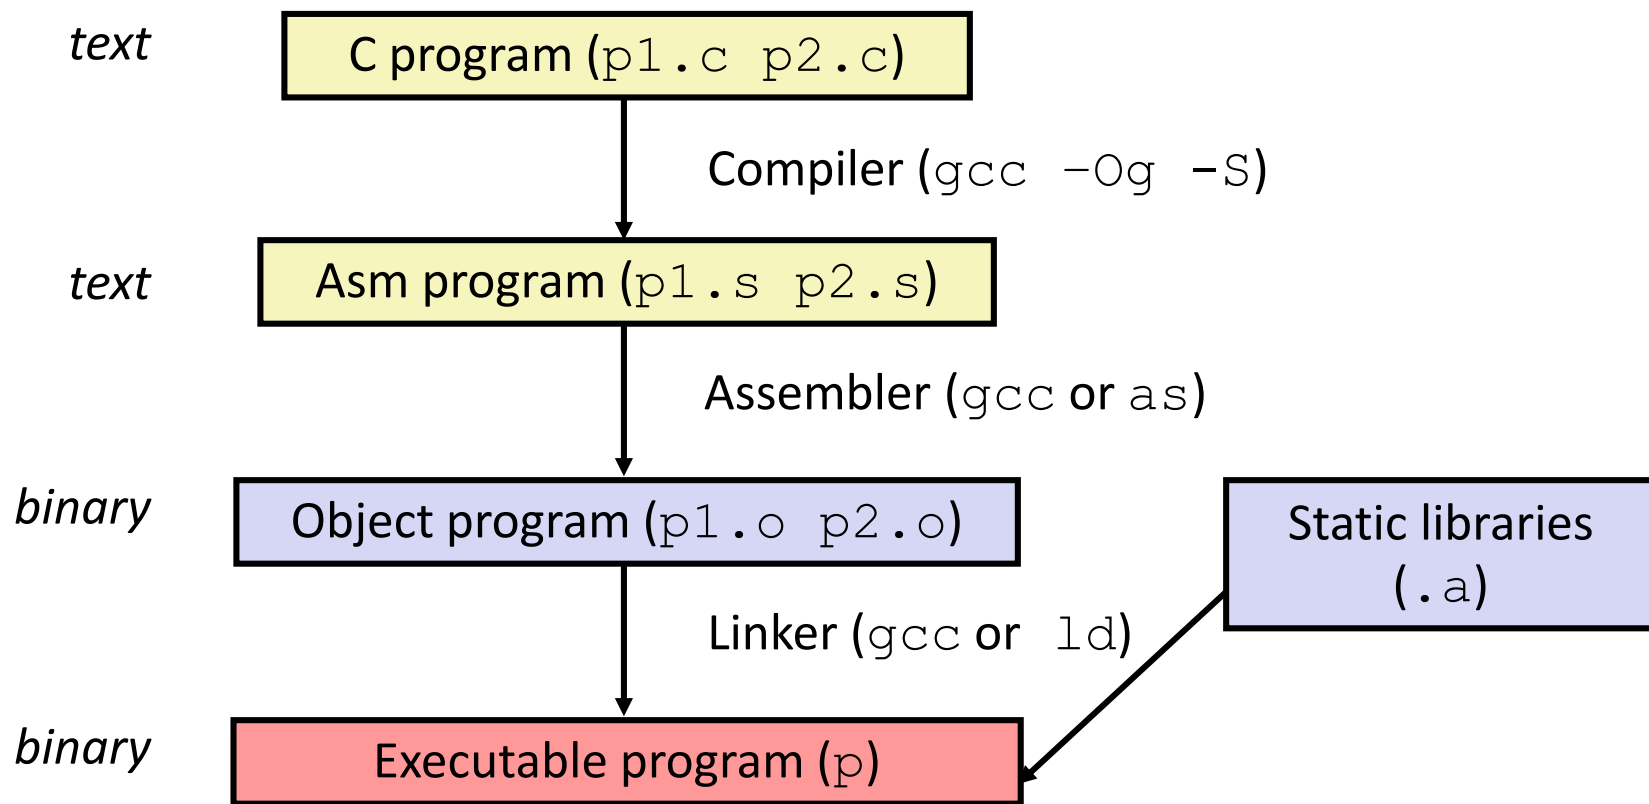 text
C program (p1.c p2.c)
Compiler (gcc –Og -S)
text
Asm program (p1.s p2.s)
Assembler (gcc or as)
binary
Object program (p1.o p2.o)
Static libraries
(.a)
Linker (gcc or ld)
binary
Executable program (p)